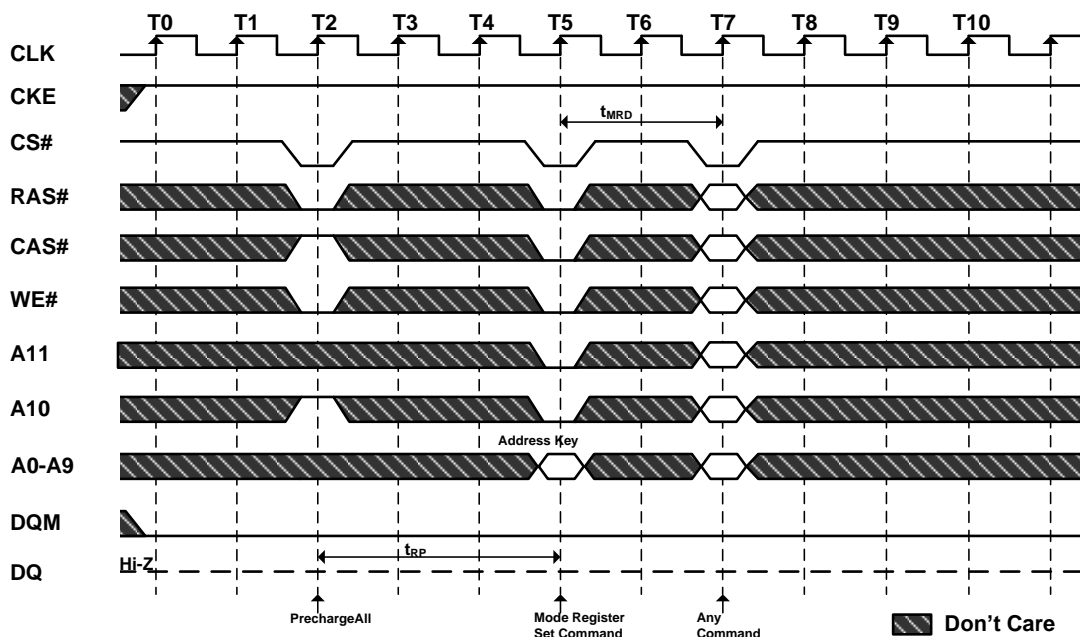 T0 T1 T2 T3 T4 T5 T6 T7 T8 T9 T10
CLK
CKE
tMRD
CS#
RAS#
CAS#
WE#
A11
A10
Address Key
A0-A9
DQM
tRP
Hi-Z
DQ
PrechargeAll
Mode Register
Set Command
Any
Command
Don't Care